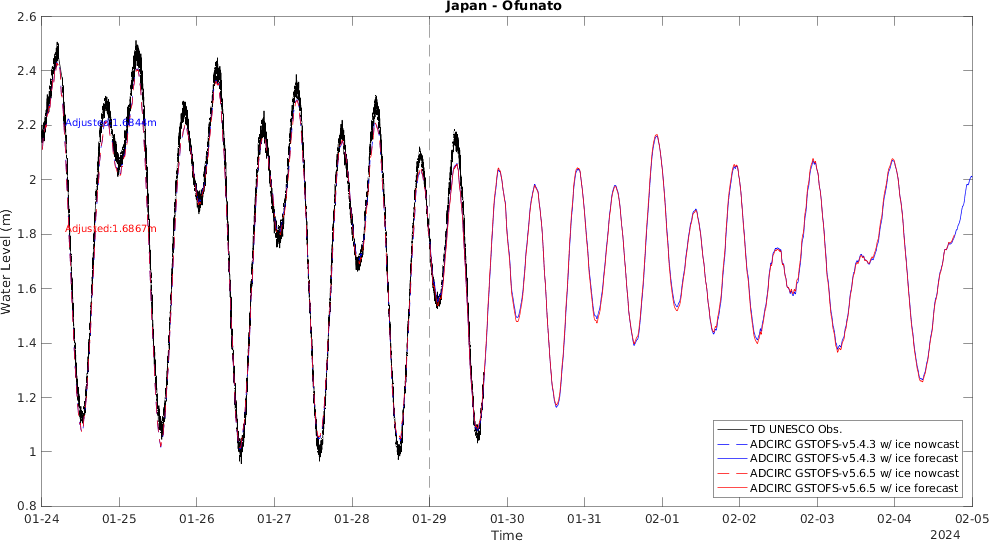 Japan - Ofunato
2.6
2.4
2.2
2
1.8
1.6
1.4
1.2
1
0.8
Water Level (m)
Adjusted:1.6844m
Adjusted:1.6867m
TD UNESCO Obs.
ADCIRC GSTOFS-v5.4.3 w/ ice nowcast
ADCIRC GSTOFS-v5.4.3 w/ ice forecast
ADCIRC GSTOFS-v5.6.5 w/ ice nowcast
ADCIRC GSTOFS-v5.6.5 w/ ice forecast
01-24 01-25 01-26 01-27 01-28 01-29 01-30 01-31 02-01 02-02 02-03 02-04 02-05
Time
2024